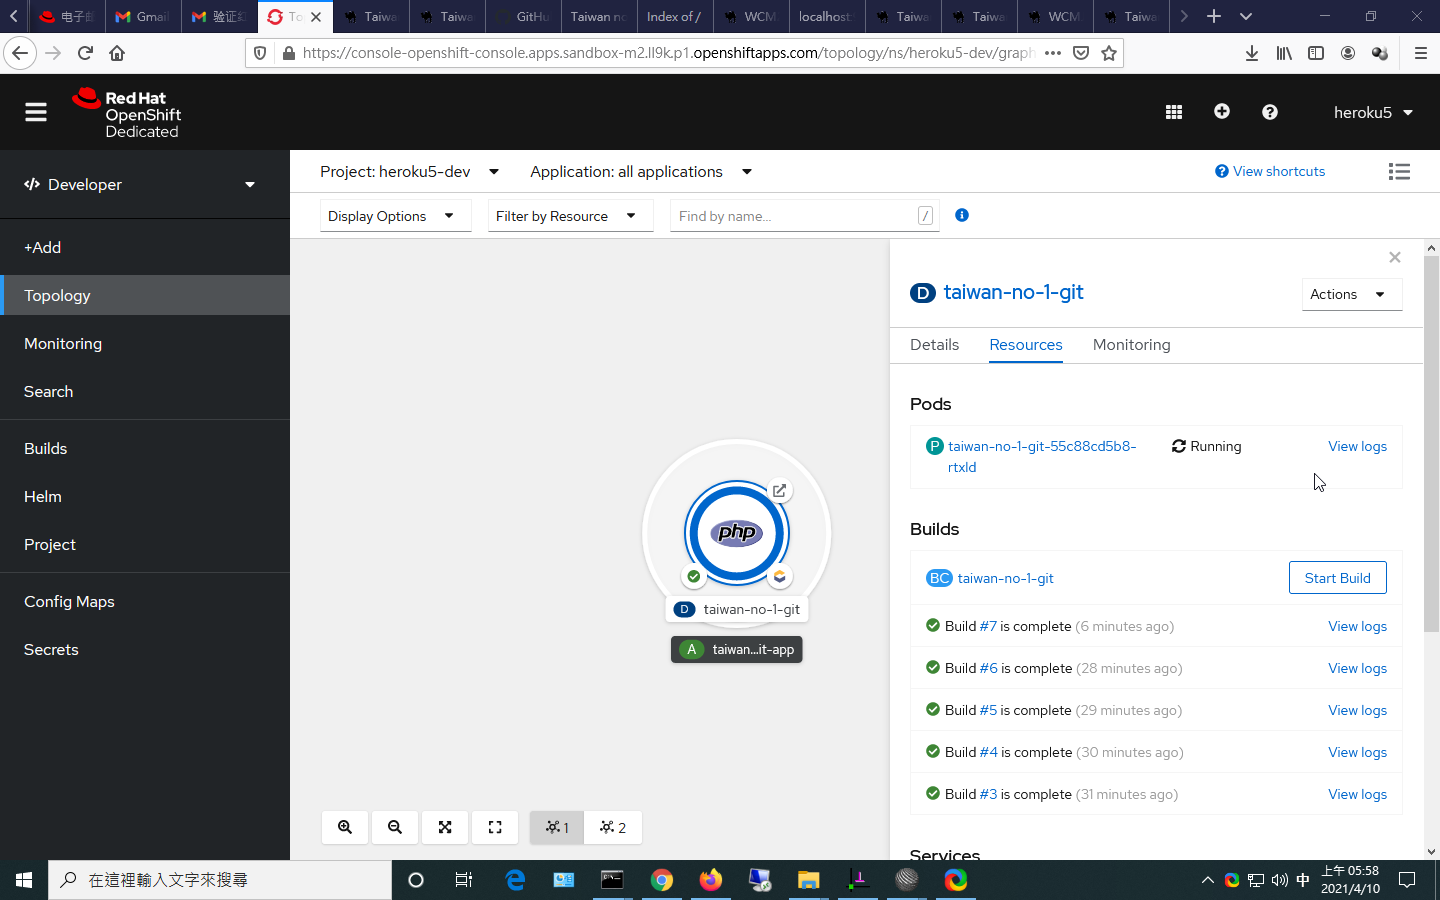 Gmail
Taiwa
Taiwa
GitHu
Taiwan no
Index of /
WCM
localhost:
Taiwa
Taiwa
WCM
Taiwa
https://console-openshift-console.apps.sandbox-m2.ll9k.p1.openshiftapps.com/topology/ns/heroku5-dev/graph
Red Hat
OpenShift
Dedicated
heroku5
Developer
+Add
Topology
Monitoring
Search
Builds
Helm
Project
Config Maps
Secrets
Project: heroku5-dev
Application: all applications
View shortcuts
Display Options
Filter by Resource
Find by name...
/
php
D taiwan-no-1-git
A taiwan...it-app
1
2
D taiwan-no-1-git
Actions
Details Resources Monitoring
Pods
P taiwan-no-1-git-55c88cd5b8-
rtxld
Running
View logs
Builds
BC taiwan-no-1-git
Start Build
Build #7 is complete (6 minutes ago) View logs
Build #6 is complete (28 minutes ago) View logs
Build #5 is complete (29 minutes ago) View logs
Build #4 is complete (30 minutes ago) View logs
Build #3 is complete (31 minutes ago) View logs
Services
在這裡輸入文字來搜尋
中
上午 05:58
2021/4/10